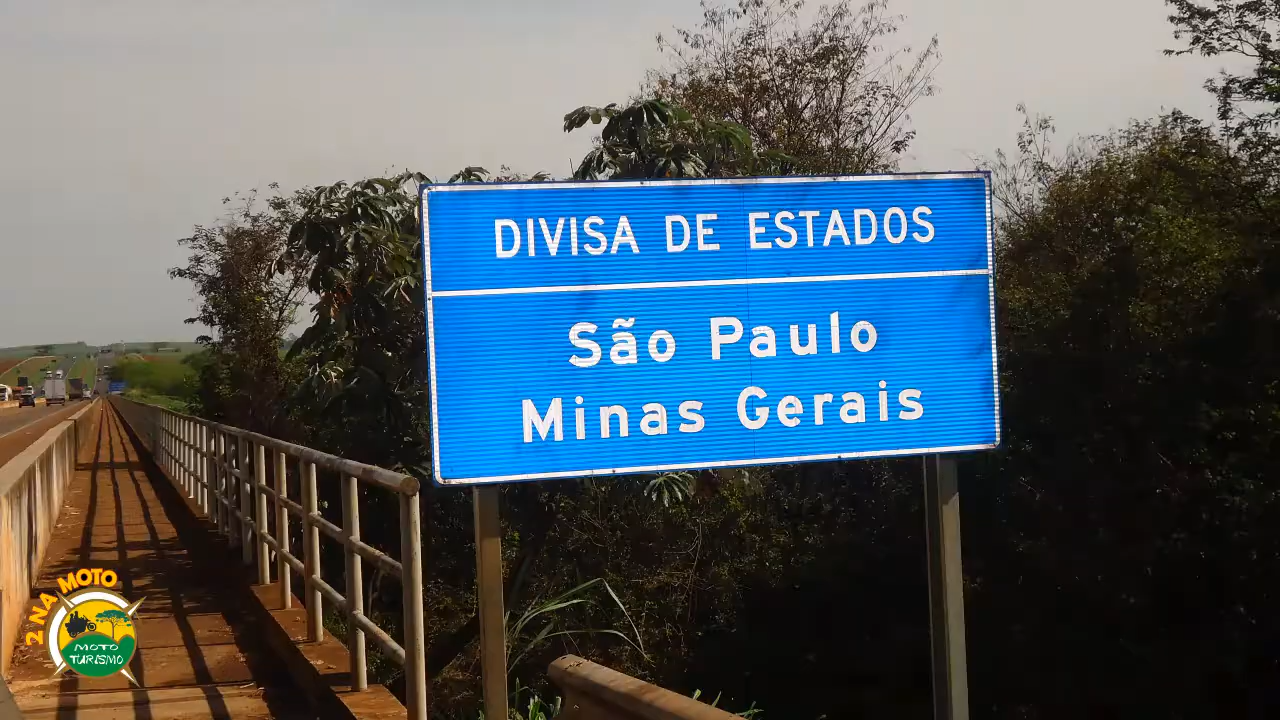 DIVISA DE ESTADOS
São Paulo
Minas Gerais
2 NA MOTO
MOTO
TURISMO